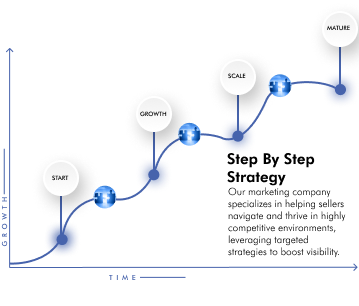 MATURE
SCALE
GROWTH
START
Step By Step
Strategy
Our marketing company
specializes in helping sellers
navigate and thrive in highly
competitive environments,
leveraging targeted
strategies to boost visibility.
GROWTH
TIME